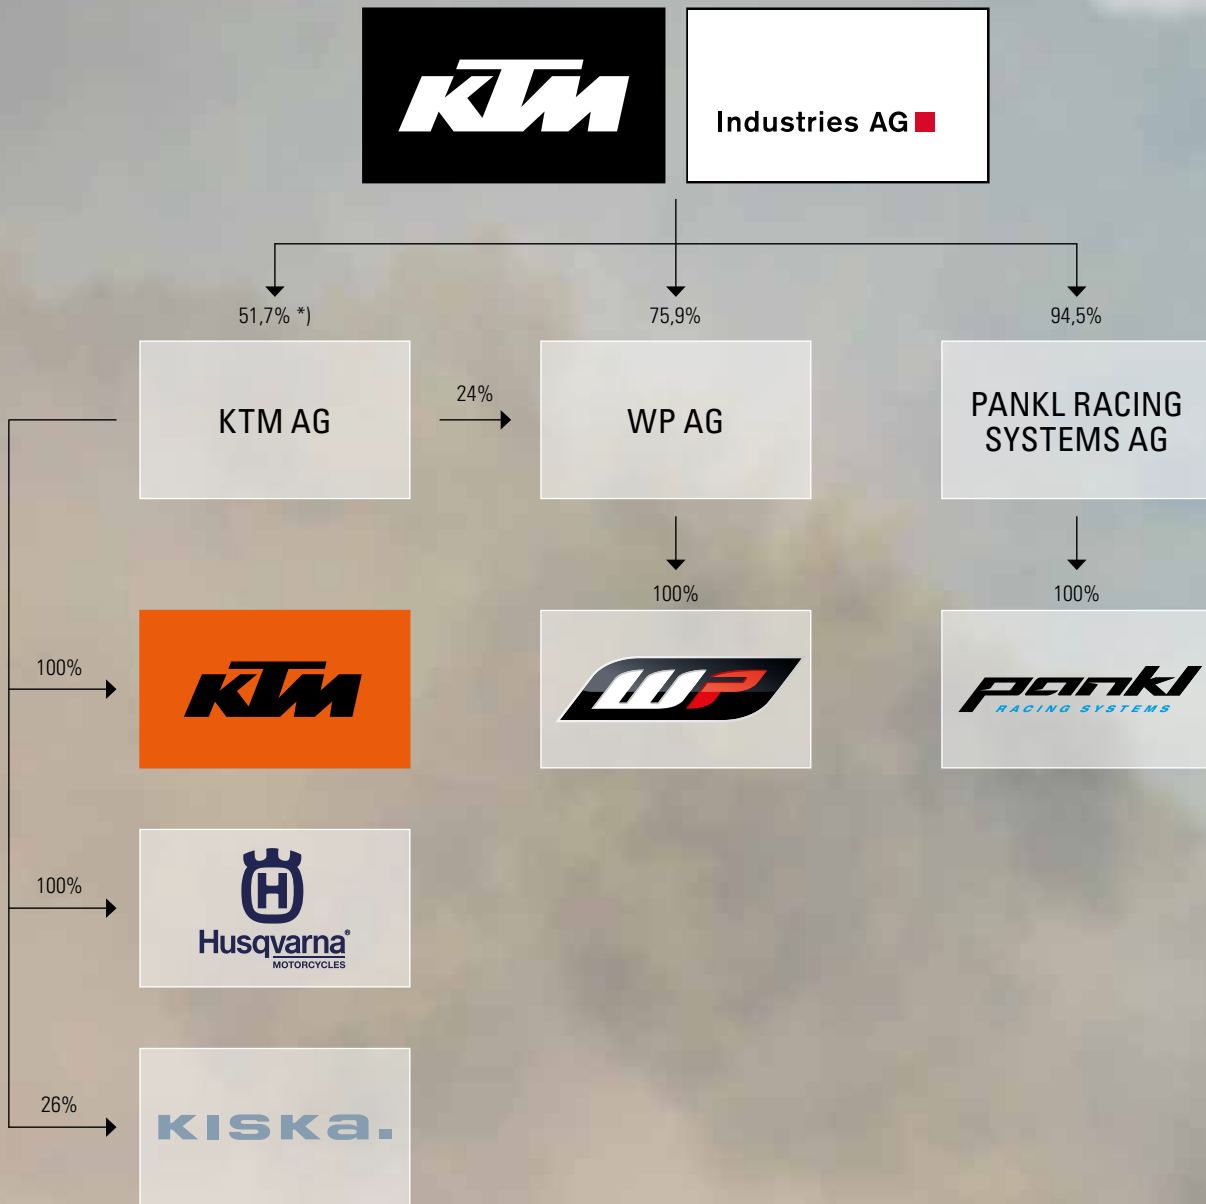 KTM
Industries AG
51,7% *)
75,9%
94,5%
KTM AG
24%
WP AG
PANKL RACING
SYSTEMS AG
100%
100%
100%
KTM
WP
pankl
RACING SYSTEMS
100%
H
Husqvarna®
MOTORCYCLES
26%
KISKa.